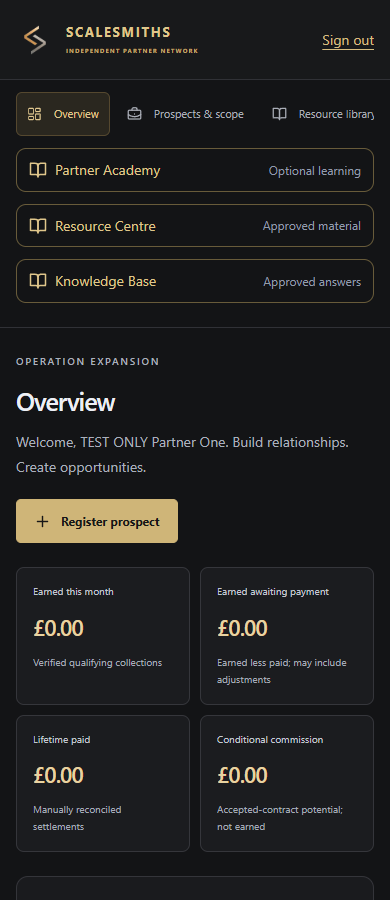 SCALESMITHS
INDEPENDENT PARTNER NETWORK
Sign out
Overview
Prospects & scope
Resource library
Partner Academy
Optional learning
Resource Centre
Approved material
Knowledge Base
Approved answers
OPERATION EXPANSION
Overview
Welcome, TEST ONLY Partner One. Build relationships.
Create opportunities.
Register prospect
Earned this month
£0.00
Verified qualifying collections
Earned awaiting payment
£0.00
Earned less paid; may include
adjustments
Lifetime paid
£0.00
Manually reconciled
settlements
Conditional commission
£0.00
Accepted-contract potential;
not earned